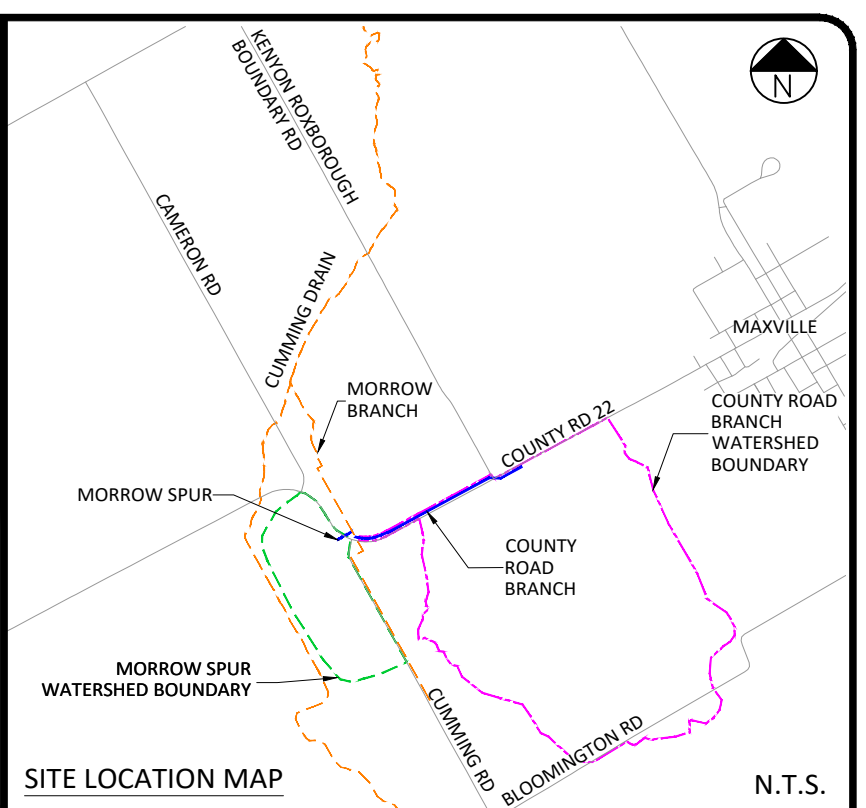 KENYON ROXBOROUGH
BOUNDARY RD
N
CAMERON RD
CUMMING DRAIN
MAXVILLE
MORROW
BRANCH
COUNTY ROAD
BRANCH
WATERSHED
BOUNDARY
COUNTY RD 22
MORROW SPUR
COUNTY
ROAD
BRANCH
MORROW SPUR
WATERSHED BOUNDARY
CUMMING RD
BLOOMINGTON RD
SITE LOCATION MAP
N.T.S.